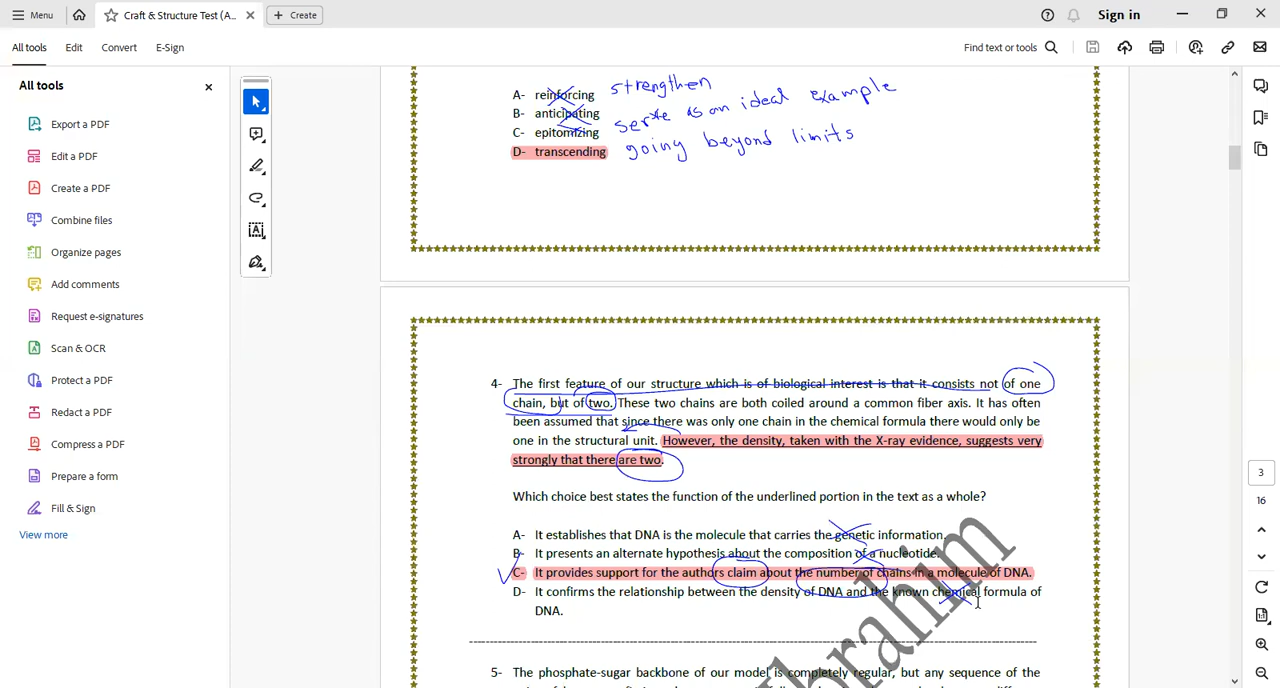 Menu
Craft & Structure Test (A...
Create
Sign in
All tools
Edit
Convert
E-Sign
Find text or tools
All tools
Export a PDF
Edit a PDF
Create a PDF
Combine files
Organize pages
Add comments
Request e-signatures
Scan & OCR
Protect a PDF
Redact a PDF
Compress a PDF
Prepare a form
Fill & Sign
View more
A- reinforcing strengthen
B- anticipating
C- epitomizing serve as an ideal example
D- transcending going beyond limits
4- The first feature of our structure which is of biological interest is that it consists not of one
chain, but of two. These two chains are both coiled around a common fiber axis. It has often
been assumed that since there was only one chain in the chemical formula there would only be
one in the structural unit. However, the density, taken with the X-ray evidence, suggests very
strongly that there are two.
Which choice best states the function of the underlined portion in the text as a whole?
A- It establishes that DNA is the molecule that carries the genetic information.
B- It presents an alternate hypothesis about the composition of a nucleotide.
C- It provides support for the authors claim about the number of chains in a molecule of DNA.
D- It confirms the relationship between the density of DNA and the known chemical formula of
DNA.
5- The phosphate-sugar backbone of our model is completely regular, but any sequence of the
Ibrahim
3
16